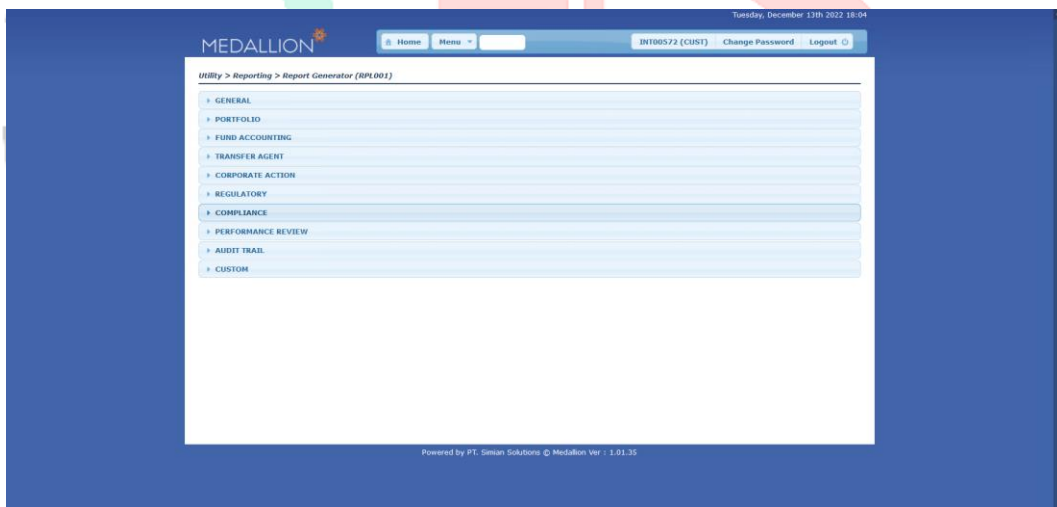 Tuesday, December 13th 2022 18:04
MEDALLION
Home Menu
INT00572 (CUST) Change Password Logout
Utility > Reporting > Report Generator (RPL001)
GENERAL
PORTFOLIO
FUND ACCOUNTING
TRANSFER AGENT
CORPORATE ACTION
REGULATORY
COMPLIANCE
PERFORMANCE REVIEW
AUDIT TRAIL
CUSTOM
Powered by PT. Simian Solutions © Medallion Ver : 1.01.35